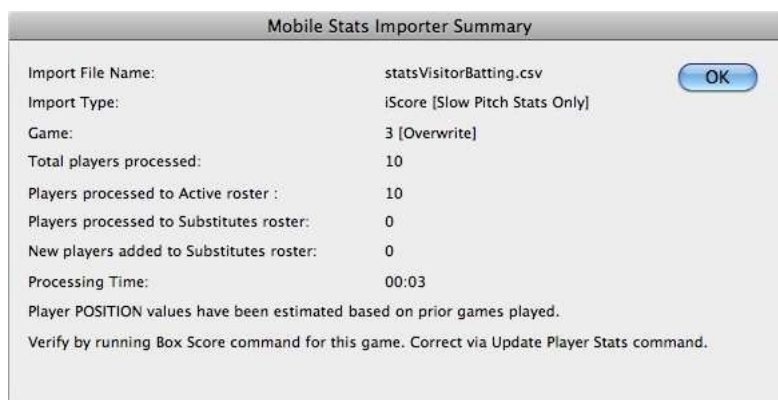 Mobile Stats Importer Summary
Import File Name: statsVisitorBatting.csv OK
Import Type: iScore [Slow Pitch Stats Only]
Game: 3 [Overwrite]
Total players processed: 10
Players processed to Active roster : 10
Players processed to Substitutes roster: 0
New players added to Substitutes roster: 0
Processing Time: 00:03
Player POSITION values have been estimated based on prior games played.
Verify by running Box Score command for this game. Correct via Update Player Stats command.